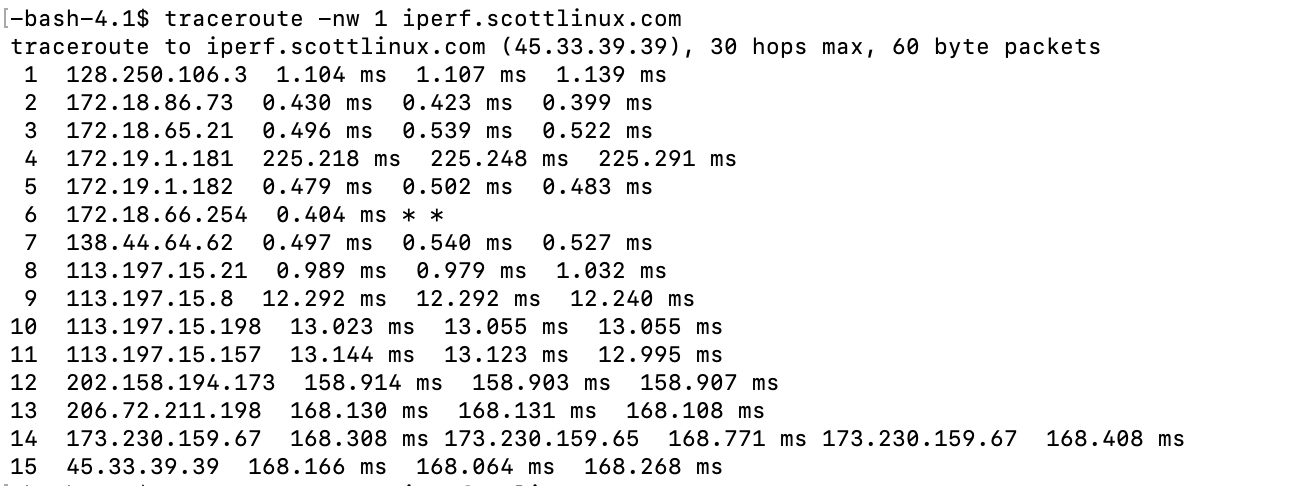 [-bash-4.1$ traceroute -nw 1 iperf.scottlinux.com
traceroute to iperf.scottlinux.com (45.33.39.39), 30 hops max, 60 byte packets
 1  128.250.106.3  1.104 ms  1.107 ms  1.139 ms
 2  172.18.86.73  0.430 ms  0.423 ms  0.399 ms
 3  172.18.65.21  0.496 ms  0.539 ms  0.522 ms
 4  172.19.1.181  225.218 ms  225.248 ms  225.291 ms
 5  172.19.1.182  0.479 ms  0.502 ms  0.483 ms
 6  172.18.66.254  0.404 ms * *
 7  138.44.64.62  0.497 ms  0.540 ms  0.527 ms
 8  113.197.15.21  0.989 ms  0.979 ms  1.032 ms
 9  113.197.15.8  12.292 ms  12.292 ms  12.240 ms
10  113.197.15.198  13.023 ms  13.055 ms  13.055 ms
11  113.197.15.157  13.144 ms  13.123 ms  12.995 ms
12  202.158.194.173  158.914 ms  158.903 ms  158.907 ms
13  206.72.211.198  168.130 ms  168.131 ms  168.108 ms
14  173.230.159.67  168.308 ms 173.230.159.65  168.771 ms 173.230.159.67  168.408 ms
15  45.33.39.39  168.166 ms  168.064 ms  168.268 ms